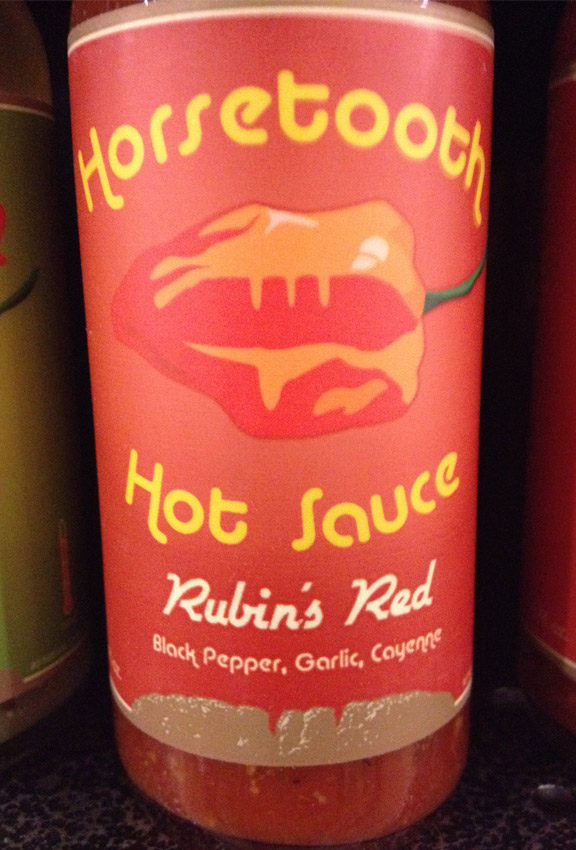 Horsetooth
Hot Sauce
Rubin's Red
Black Pepper, Garlic, Cayenne